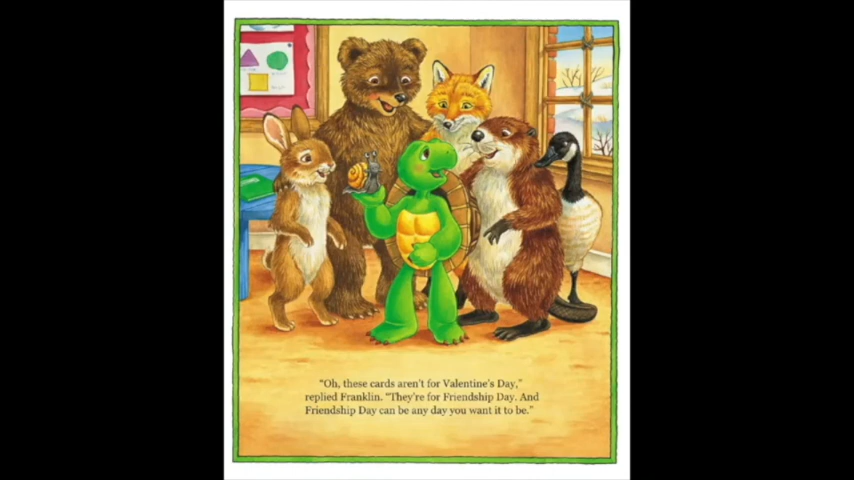 “Oh, these cards aren’t for Valentine’s Day,”
replied Franklin. “They’re for Friendship Day. And
Friendship Day can be any day you want it to be.”